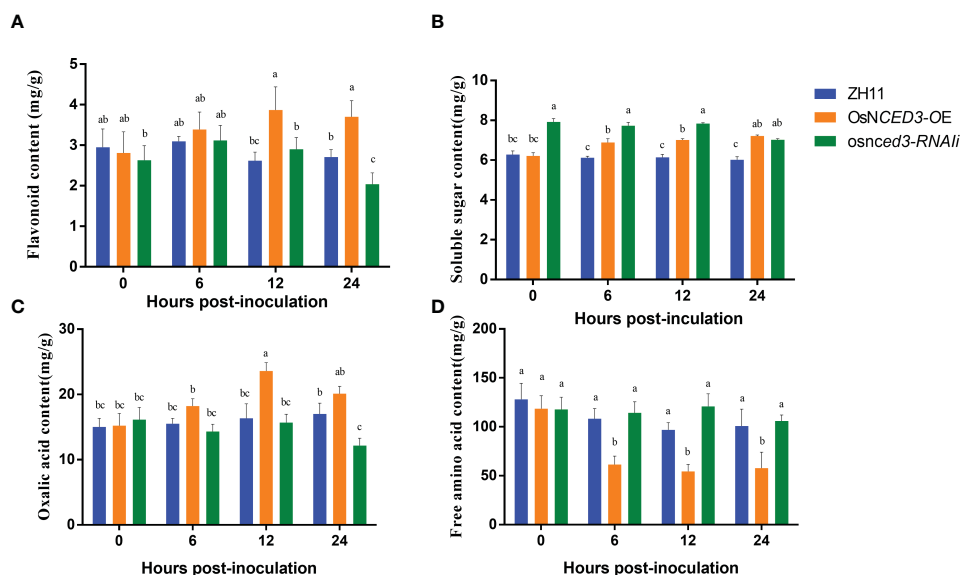 A
Flavonoid content (mg/g)
5
4
3
2
1
0
ab
ab
b
ab
ab
ab
bc
a
b
b
a
c
0
6
12
24
Hours post-inoculation
B
Soluble sugar content (mg/g)
10
8
6
4
2
0
bc
bc
a
c
b
a
c
b
a
c
ab
ab
0
6
12
24
Hours post-inculation
ZH11
OsNCED3-OE
osnced3-RNAIi
C
Oxalic acid content(mg/g)
30
20
10
0
bc
bc
bc
bc
b
bc
bc
a
bc
b
ab
c
0
6
12
24
Hours post-inoculation
D
Free amino acid content(mg/g)
200
150
100
50
0
a
a
a
a
b
a
a
b
a
a
b
a
0
6
12
24
Hours post-inoculation